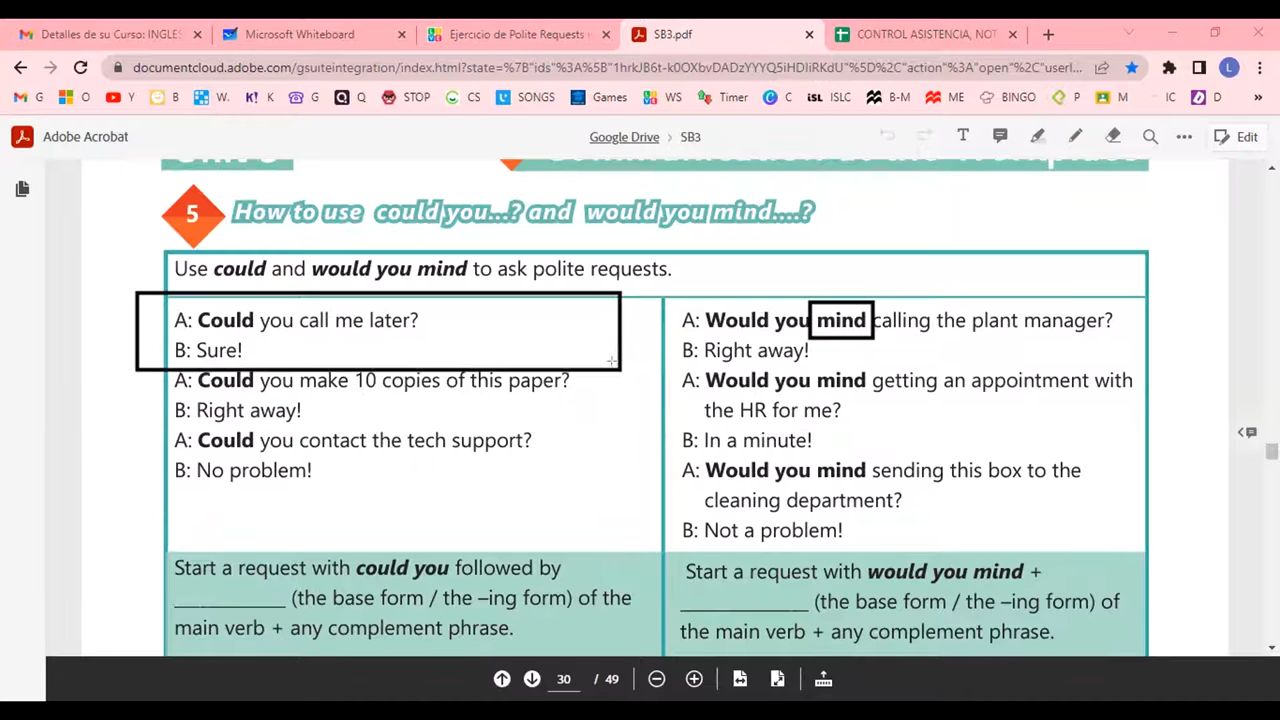 Detalles de su Curso: INGLES
Microsoft Whiteboard
Ejercicio de Polite Requests
SB3.pdf
CONTROL ASISTENCIA, NOT
documentcloud.adobe.com/gsuiteintegration/index.html?state=%7B"ids"%3A%5B"1hrkJB6t-k0OXbvDADzYYYQ5iHDIiRKdU"%5D%2C"action"%3A"open"%2C"userI...
G O Y B W. K! G Q STOP CS SONGS Games WS Timer C ISLC B-M ME BINGO P M IC D »
Adobe Acrobat
Google Drive > SB3
Edit
5 How to use could you...? and would you mind....?
Use could and would you mind to ask polite requests.
A: Could you call me later?
B: Sure!
A: Could you make 10 copies of this paper?
B: Right away!
A: Could you contact the tech support?
B: No problem!
A: Would you mind calling the plant manager?
B: Right away!
A: Would you mind getting an appointment with
the HR for me?
B: In a minute!
A: Would you mind sending this box to the
cleaning department?
B: Not a problem!
Start a request with could you followed by
__________ (the base form / the –ing form) of the
main verb + any complement phrase.
Start a request with would you mind +
____________ (the base form / the –ing form) of
the main verb + any complement phrase.
30 / 49